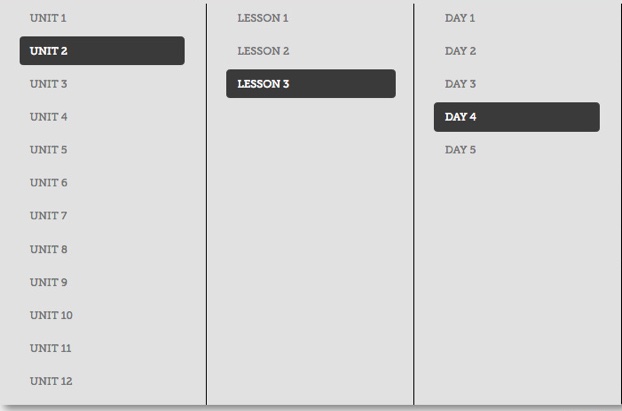 UNIT 1
UNIT 2
UNIT 3
UNIT 4
UNIT 5
UNIT 6
UNIT 7
UNIT 8
UNIT 9
UNIT 10
UNIT 11
UNIT 12
LESSON 1
LESSON 2
LESSON 3
DAY 1
DAY 2
DAY 3
DAY 4
DAY 5